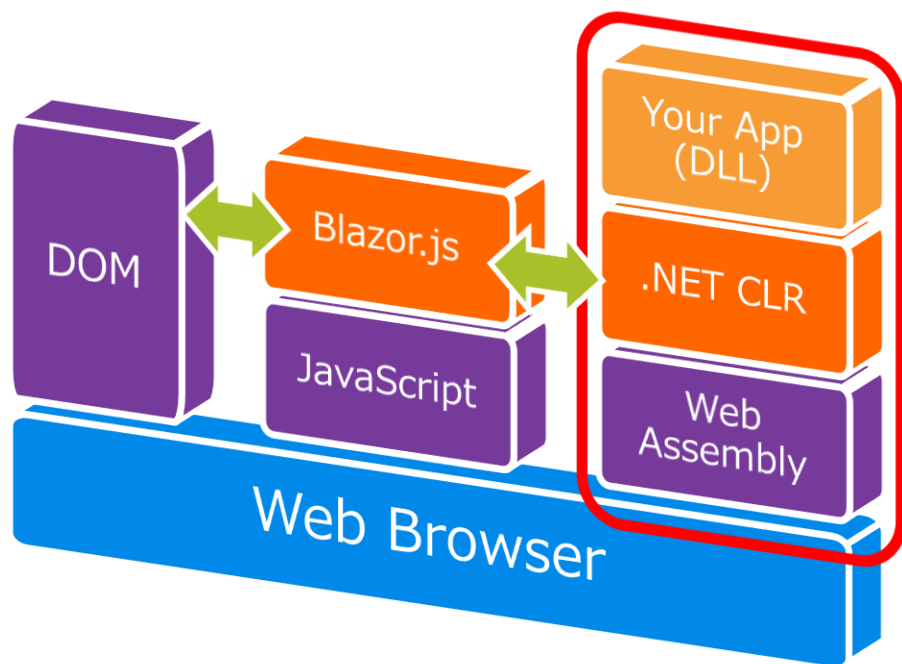 DOM
Blazor.js
JavaScript
Your App
(DLL)
.NET CLR
Web
Assembly
Web Browser